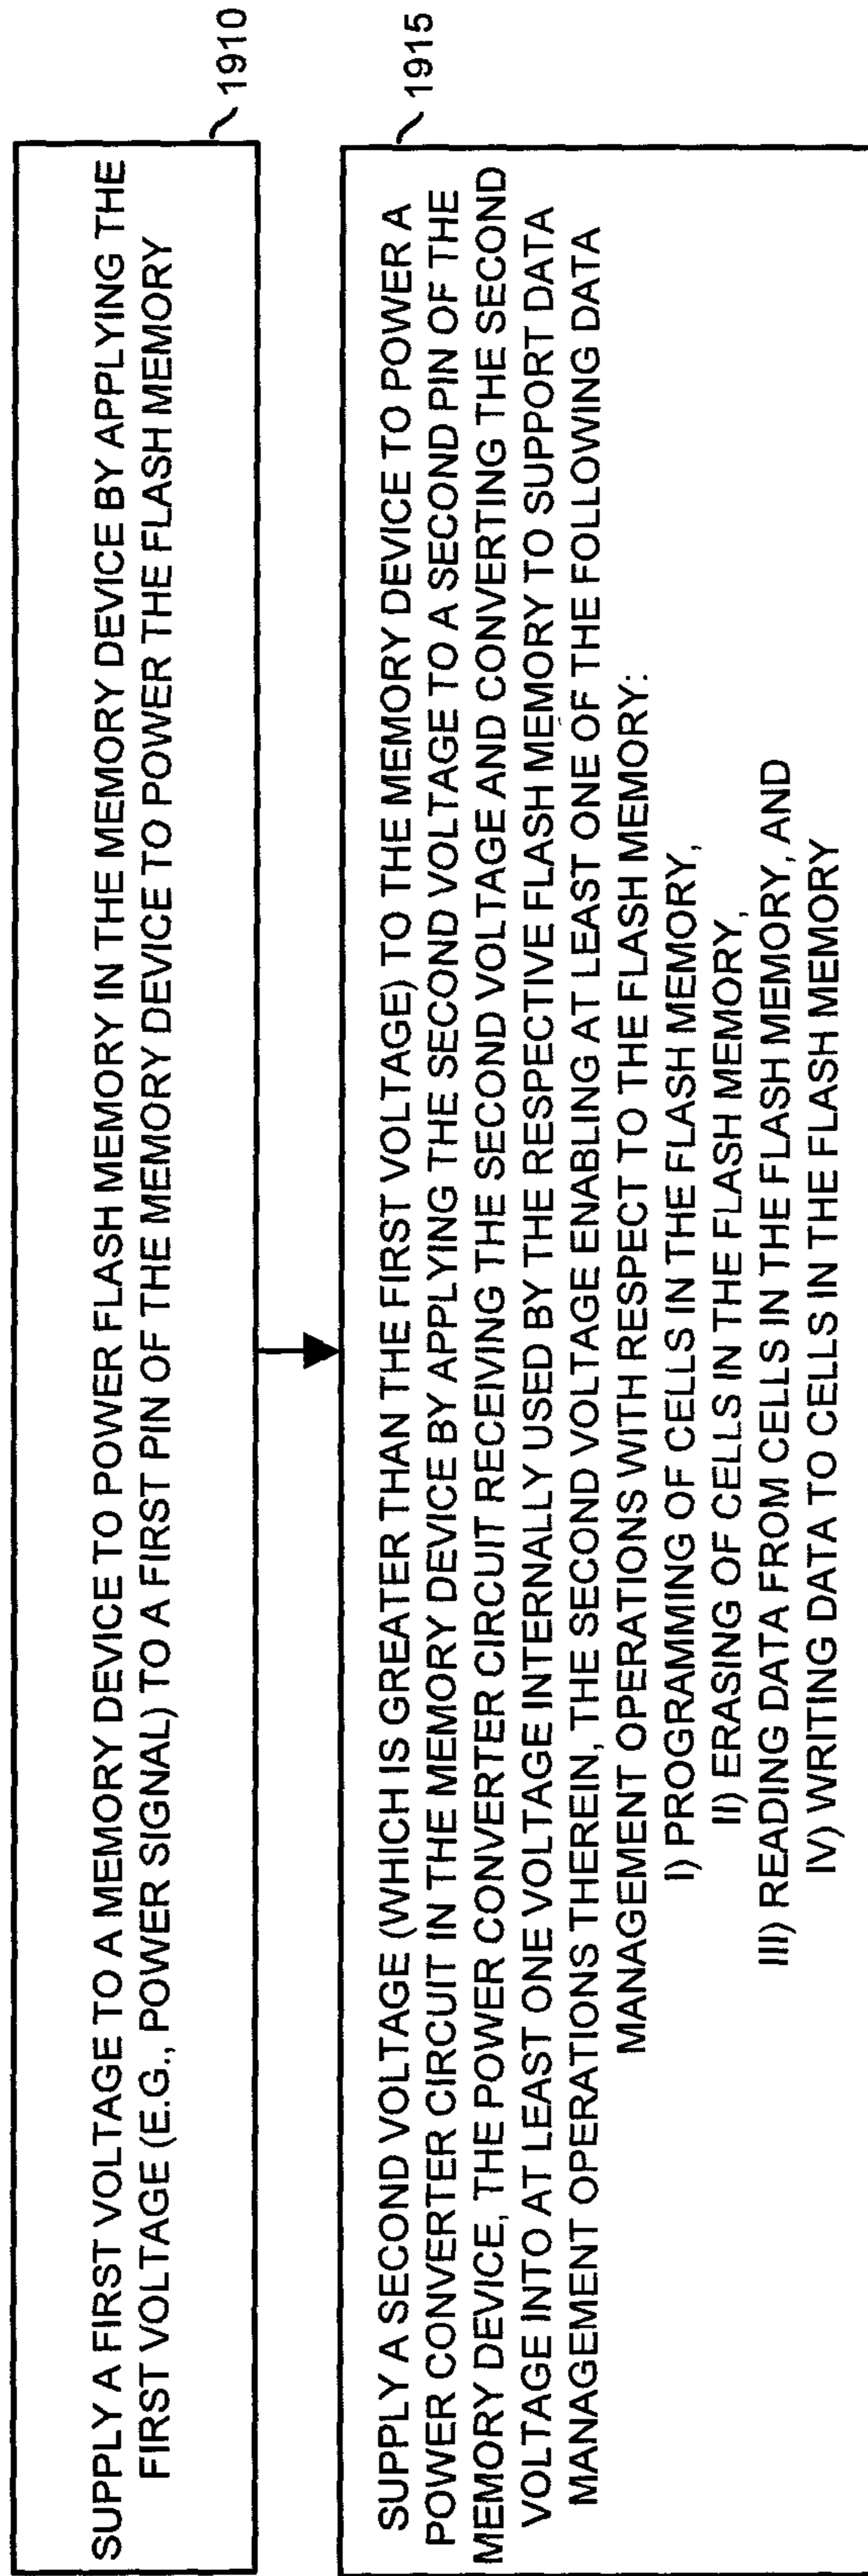 SUPPLY A FIRST VOLTAGE TO A MEMORY DEVICE TO POWER FLASH MEMORY IN THE MEMORY DEVICE BY APPLYING THE
FIRST VOLTAGE (E.G., POWER SIGNAL) TO A FIRST PIN OF THE MEMORY DEVICE TO POWER THE FLASH MEMORY
1910
SUPPLY A SECOND VOLTAGE (WHICH IS GREATER THAN THE FIRST VOLTAGE) TO THE MEMORY DEVICE TO POWER A
POWER CONVERTER CIRCUIT IN THE MEMORY DEVICE BY APPLYING THE SECOND VOLTAGE TO A SECOND PIN OF THE
MEMORY DEVICE, THE POWER CONVERTER CIRCUIT RECEIVING THE SECOND VOLTAGE AND CONVERTING THE SECOND
VOLTAGE INTO AT LEAST ONE VOLTAGE INTERNALLY USED BY THE RESPECTIVE FLASH MEMORY TO SUPPORT DATA
MANAGEMENT OPERATIONS THEREIN, THE SECOND VOLTAGE ENABLING AT LEAST ONE OF THE FOLLOWING DATA
MANAGEMENT OPERATIONS WITH RESPECT TO THE FLASH MEMORY:
I) PROGRAMMING OF CELLS IN THE FLASH MEMORY,
II) ERASING OF CELLS IN THE FLASH MEMORY,
III) READING DATA FROM CELLS IN THE FLASH MEMORY, AND
IV) WRITING DATA TO CELLS IN THE FLASH MEMORY
1915